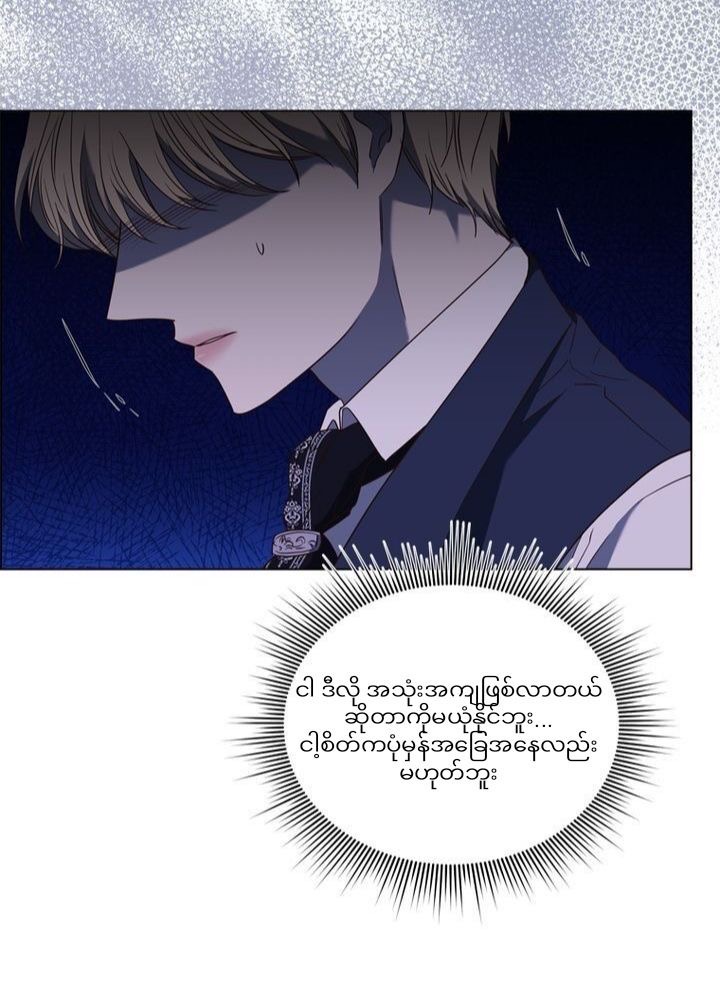 ငါ ဒီလို အသုံးအကျဖြစ်လာတယ်
ဆိုတာကိုမယုံနိုင်ဘူး...
ငါ့စိတ်ကပုံမှန်အခြေအနေလည်း
မဟုတ်ဘူး